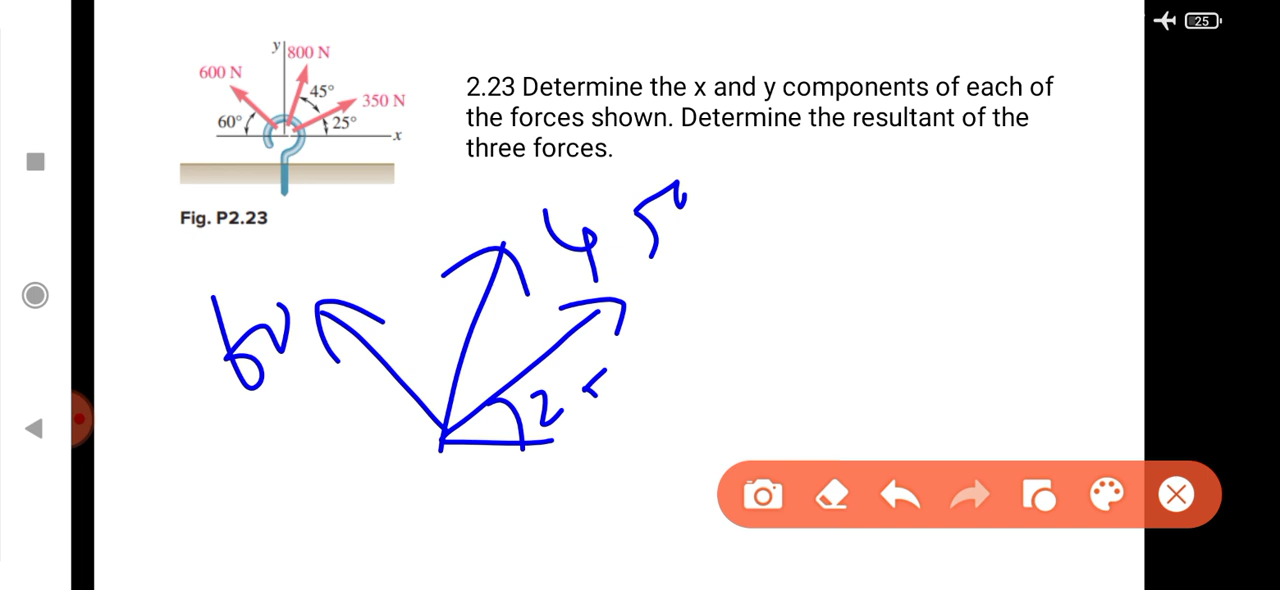 25
y
800 N
600 N
45°
350 N
60°
25°
x
2.23 Determine the x and y components of each of
the forces shown. Determine the resultant of the
three forces.
Fig. P2.23
45°
60